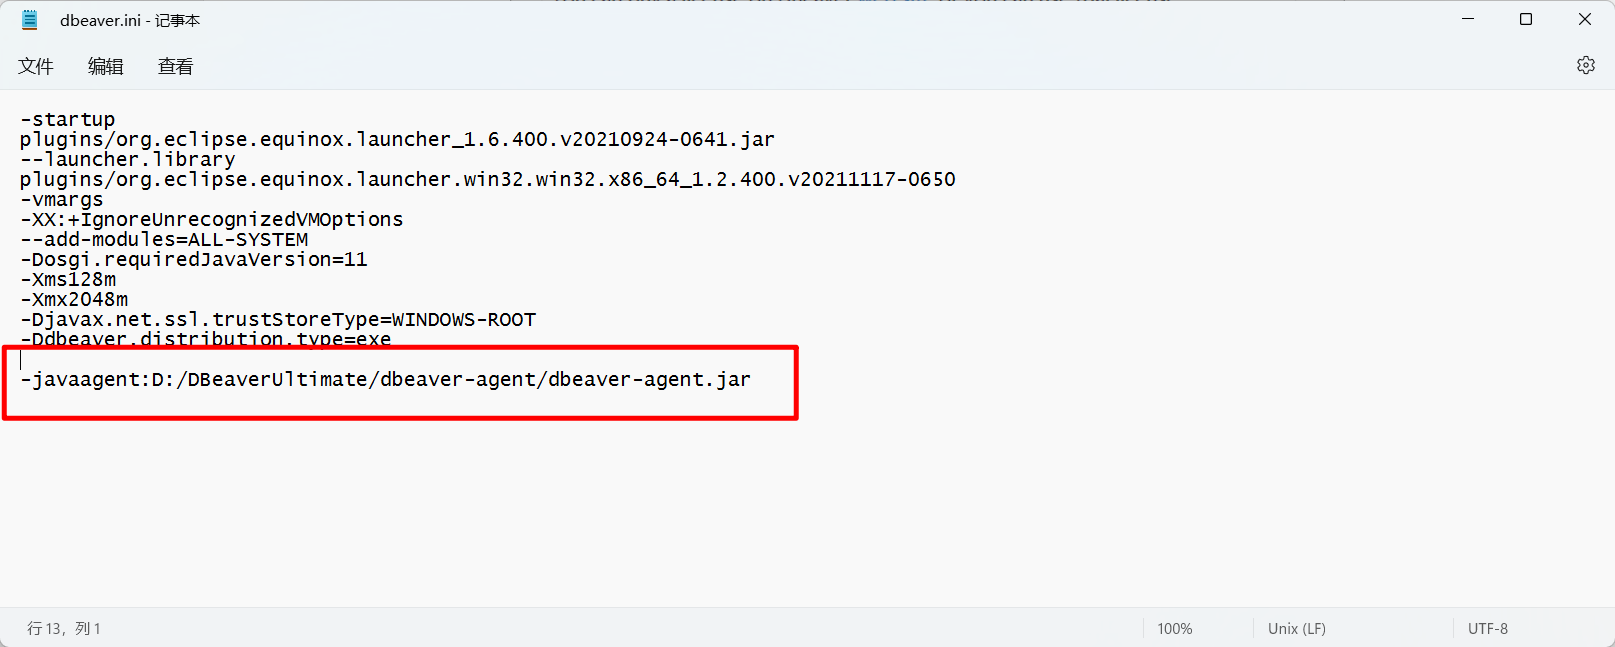 dbeaver.ini - 记事本
文件 编辑 查看
-startup
plugins/org.eclipse.equinox.launcher_1.6.400.v20210924-0641.jar
--launcher.library
plugins/org.eclipse.equinox.launcher.win32.win32.x86_64_1.2.400.v20211117-0650
-vmargs
-XX:+IgnoreUnrecognizedVMOptions
--add-modules=ALL-SYSTEM
-Dosgi.requiredJavaVersion=11
-Xms128m
-Xmx2048m
-Djavax.net.ssl.trustStoreType=WINDOWS-ROOT
-Ddbeaver.distribution.type=exe
-javaagent:D:/DBeaverUltimate/dbeaver-agent/dbeaver-agent.jar
行 13，列 1 100% Unix (LF) UTF-8